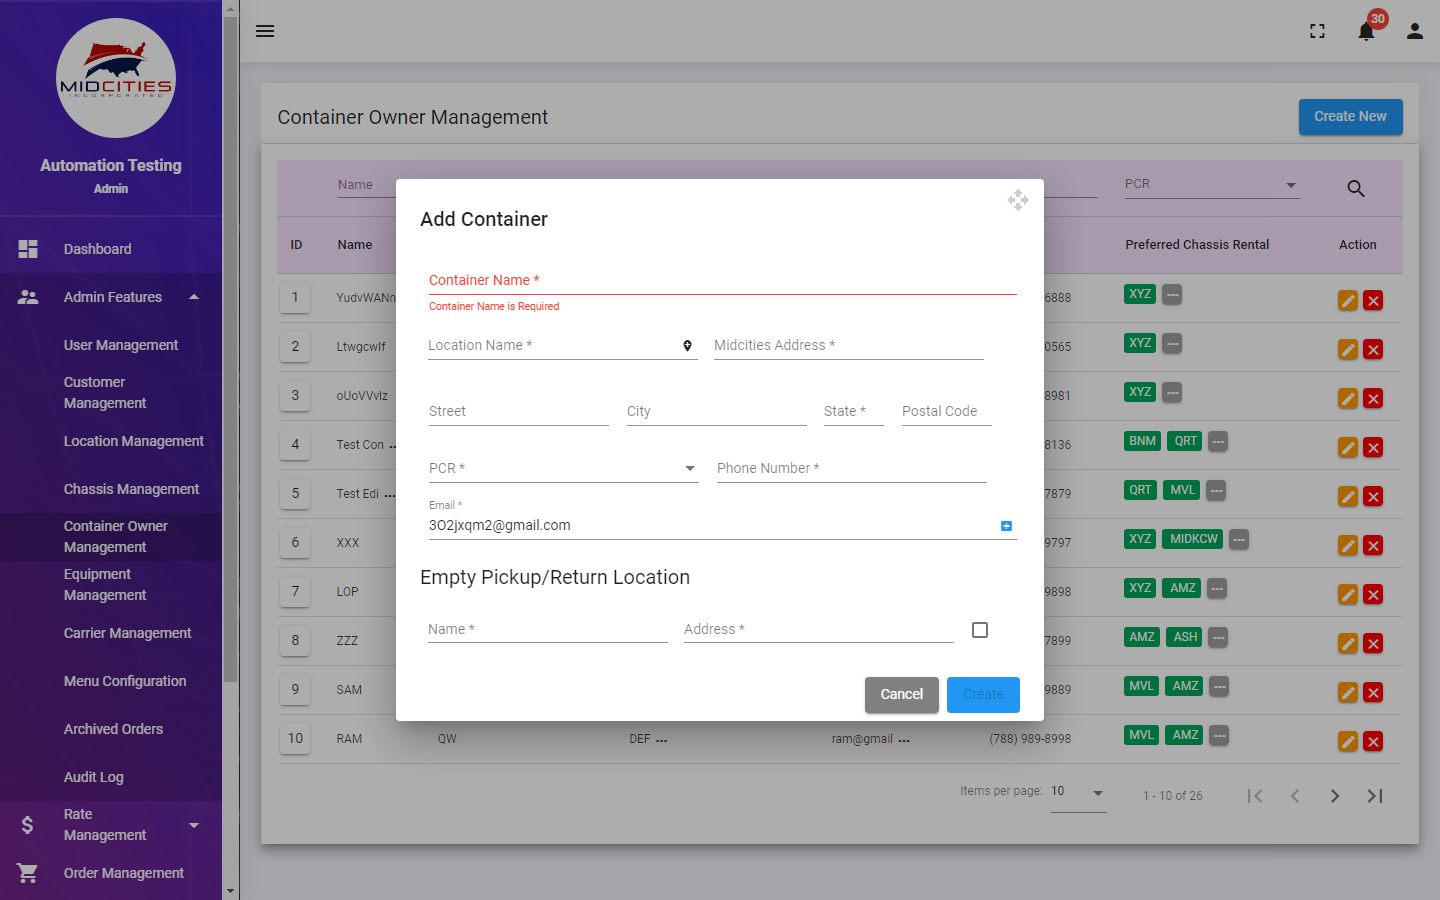 MIDCITIES
INCORPORATED
Automation Testing
Admin
Dashboard
Admin Features
User Management
Customer
Management
Location Management
Chassis Management
Container Owner
Management
Equipment
Management
Carrier Management
Menu Configuration
Archived Orders
Audit Log
Rate
Management
Order Management
30
Container Owner Management
Create New
Name
PCR
ID
Name
Preferred Chassis Rental
Action
1
YudvWANn
6888
XYZ
---
2
Ltwgcwlf
0565
XYZ
---
3
8981
XYZ
---
4
Test Con ...
8136
BNM
QRT
---
5
Test Edi ...
7879
QRT
MVL
---
6
XXX
9797
XYZ
MIDKCW
---
7
LOP
9898
XYZ
AMZ
---
8
ZZZ
7899
AMZ
ASH
---
9
SAM
9889
MVL
AMZ
---
10
RAM
QW
DEF ...
ram@gmail ...
(788) 989-8998
MVL
AMZ
---
Items per page:
10
1 - 10 of 26
Add Container
Container Name *
Container Name is Required
Location Name *
Midcities Address *
Street
City
State *
Postal Code
PCR *
Phone Number *
Email *
3O2jxqm2@gmail.com
Empty Pickup/Return Location
Name *
Address *
Cancel
Create